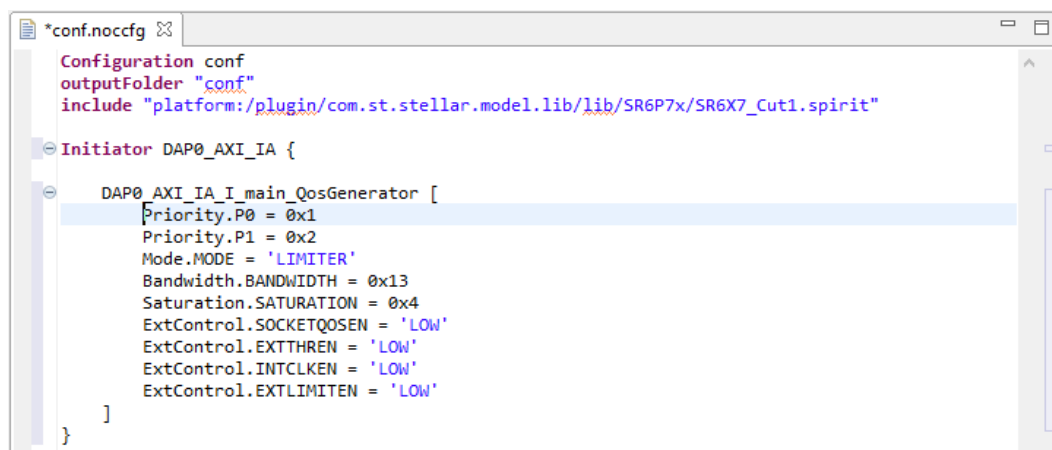 *conf.noccfg
Configuration conf
outputFolder "conf"
include "platform:/plugin/com.st.stellar.model.lib/lib/SR6P7x/SR6X7_Cut1.spirit"
Initiator DAP0_AXI_IA {
DAP0_AXI_IA_I_main_QosGenerator [
Priority.P0 = 0x1
Priority.P1 = 0x2
Mode.MODE = 'LIMITER'
Bandwidth.BANDWIDTH = 0x13
Saturation.SATURATION = 0x4
ExtControl.SOCKETQOSEN = 'LOW'
ExtControl.EXTTHREN = 'LOW'
ExtControl.INTCLKEN = 'LOW'
ExtControl.EXTLIMITEN = 'LOW'
]
}